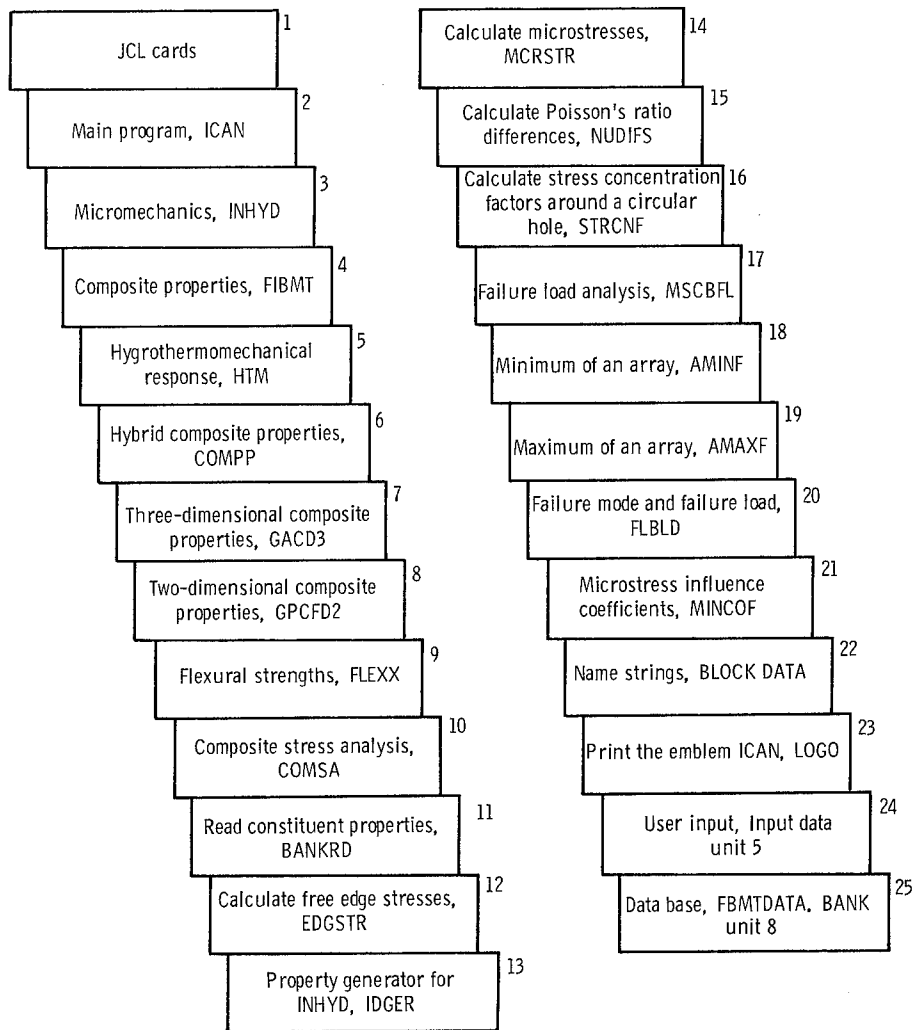 1
JCL cards
2
Main program, ICAN
3
Micromechanics, INHYD
4
Composite properties, FIBMT
5
Hygrothermomechanical
response, HTM
6
Hybrid composite properties,
COMPP
7
Three-dimensional composite
properties, GACD3
8
Two-dimensional composite
properties, GPCFD2
9
Flexural strengths, FLEXX
10
Composite stress analysis,
COMSA
11
Read constituent properties,
BANKRD
12
Calculate free edge stresses,
EDGSTR
13
Property generator for
INHYD, IDGER
14
Calculate microstresses,
MCRSTR
15
Calculate Poisson's ratio
differences, NUDIFS
16
Calculate stress concentration
factors around a circular
hole, STRCNF
17
Failure load analysis, MSCBFL
18
Minimum of an array, AMINF
19
Maximum of an array, AMAXF
20
Failure mode and failure load,
FLBLD
21
Microstress influence
coefficients, MINCOF
22
Name strings, BLOCK DATA
23
Print the emblem ICAN, LOGO
24
User input, Input data
unit 5
25
Data base, FBMTDATA. BANK
unit 8